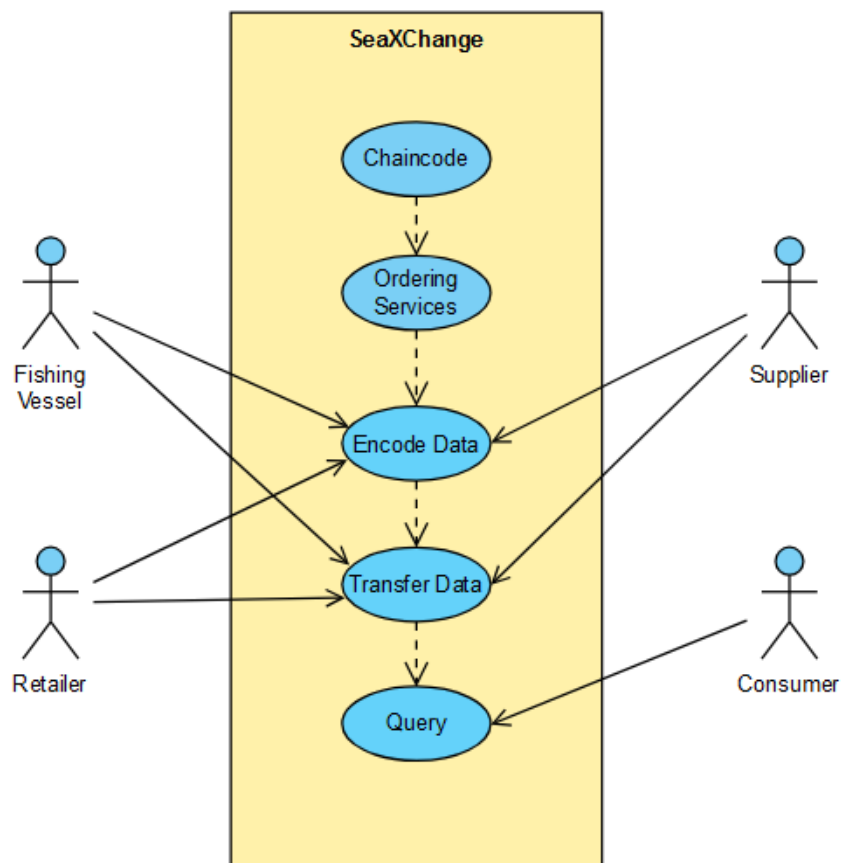 SeaXChange
Chaincode
Ordering
Services
Fishing
Vessel
Supplier
Encode Data
Transfer Data
Retailer
Consumer
Query